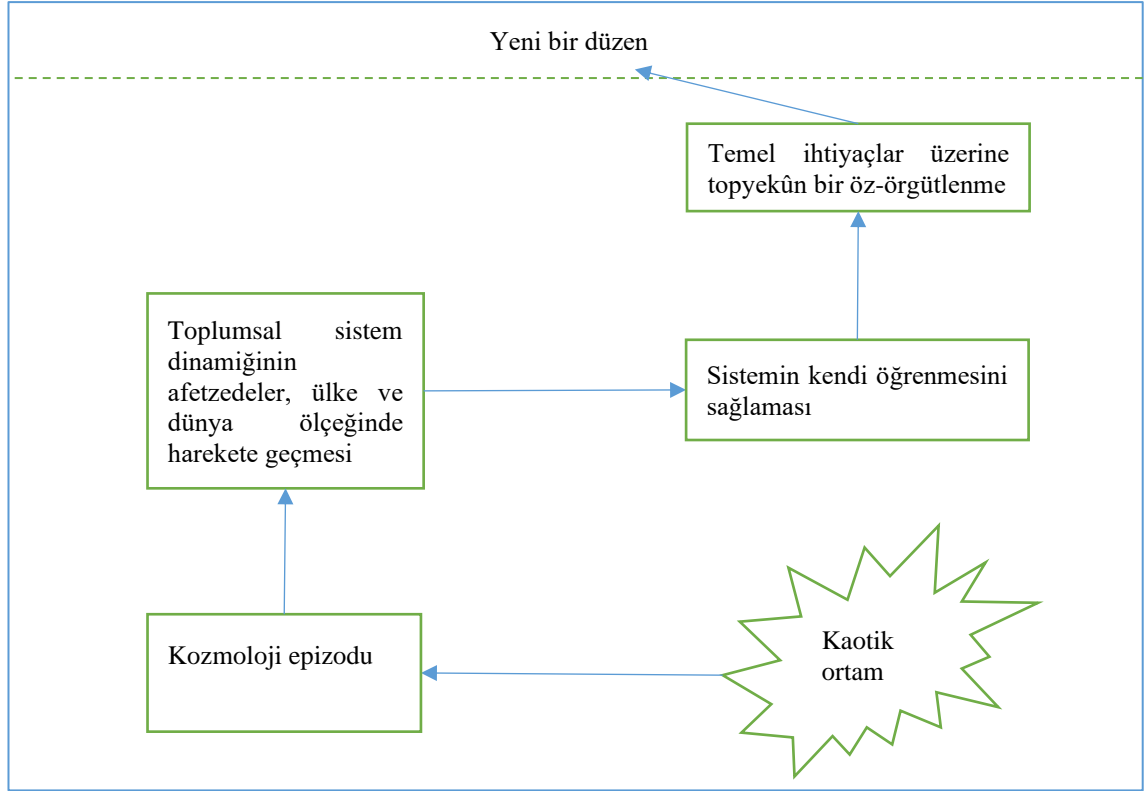 Yeni bir düzen
Temel ihtiyaçlar üzerine
topyekûn bir öz-örgütlenme
Toplumsal sistem
dinamiğinin
afetzedeler, ülke ve
dünya ölçeğinde
harekete geçmesi
Sistemin kendi öğrenmesini
sağlaması
Kozmoloji epizodu
Kaotik
ortam